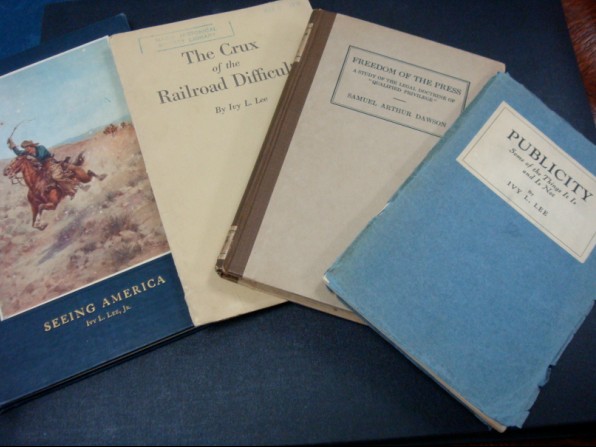 SEEING AMERICA
Ivy L. Lee, Jr.
The Crux
of the
Railroad Difficult
By Ivy L. Lee
FREEDOM OF THE PRESS
A STUDY OF THE LEGAL DOCTRINE OF
"QUALIFIED PRIVILEGE"
SAMUEL ARTHUR DAWSON
PUBLICITY
Some of the Things It Is
and Is Not
By
IVY L. LEE